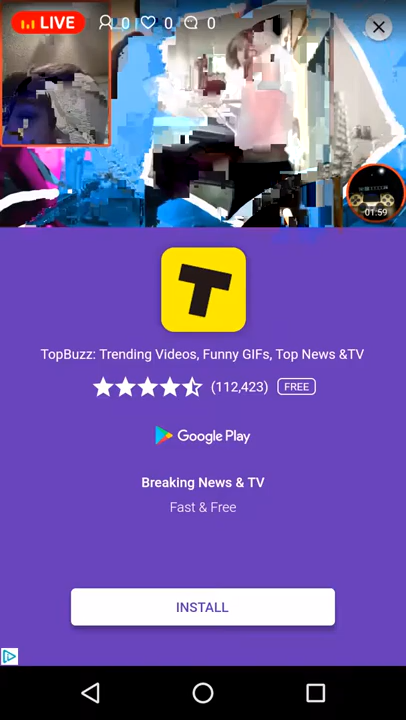 LIVE 0 0 0
01:59
T
TopBuzz: Trending Videos, Funny GIFs, Top News &TV
(112,423) FREE
Google Play
Breaking News & TV
Fast & Free
INSTALL